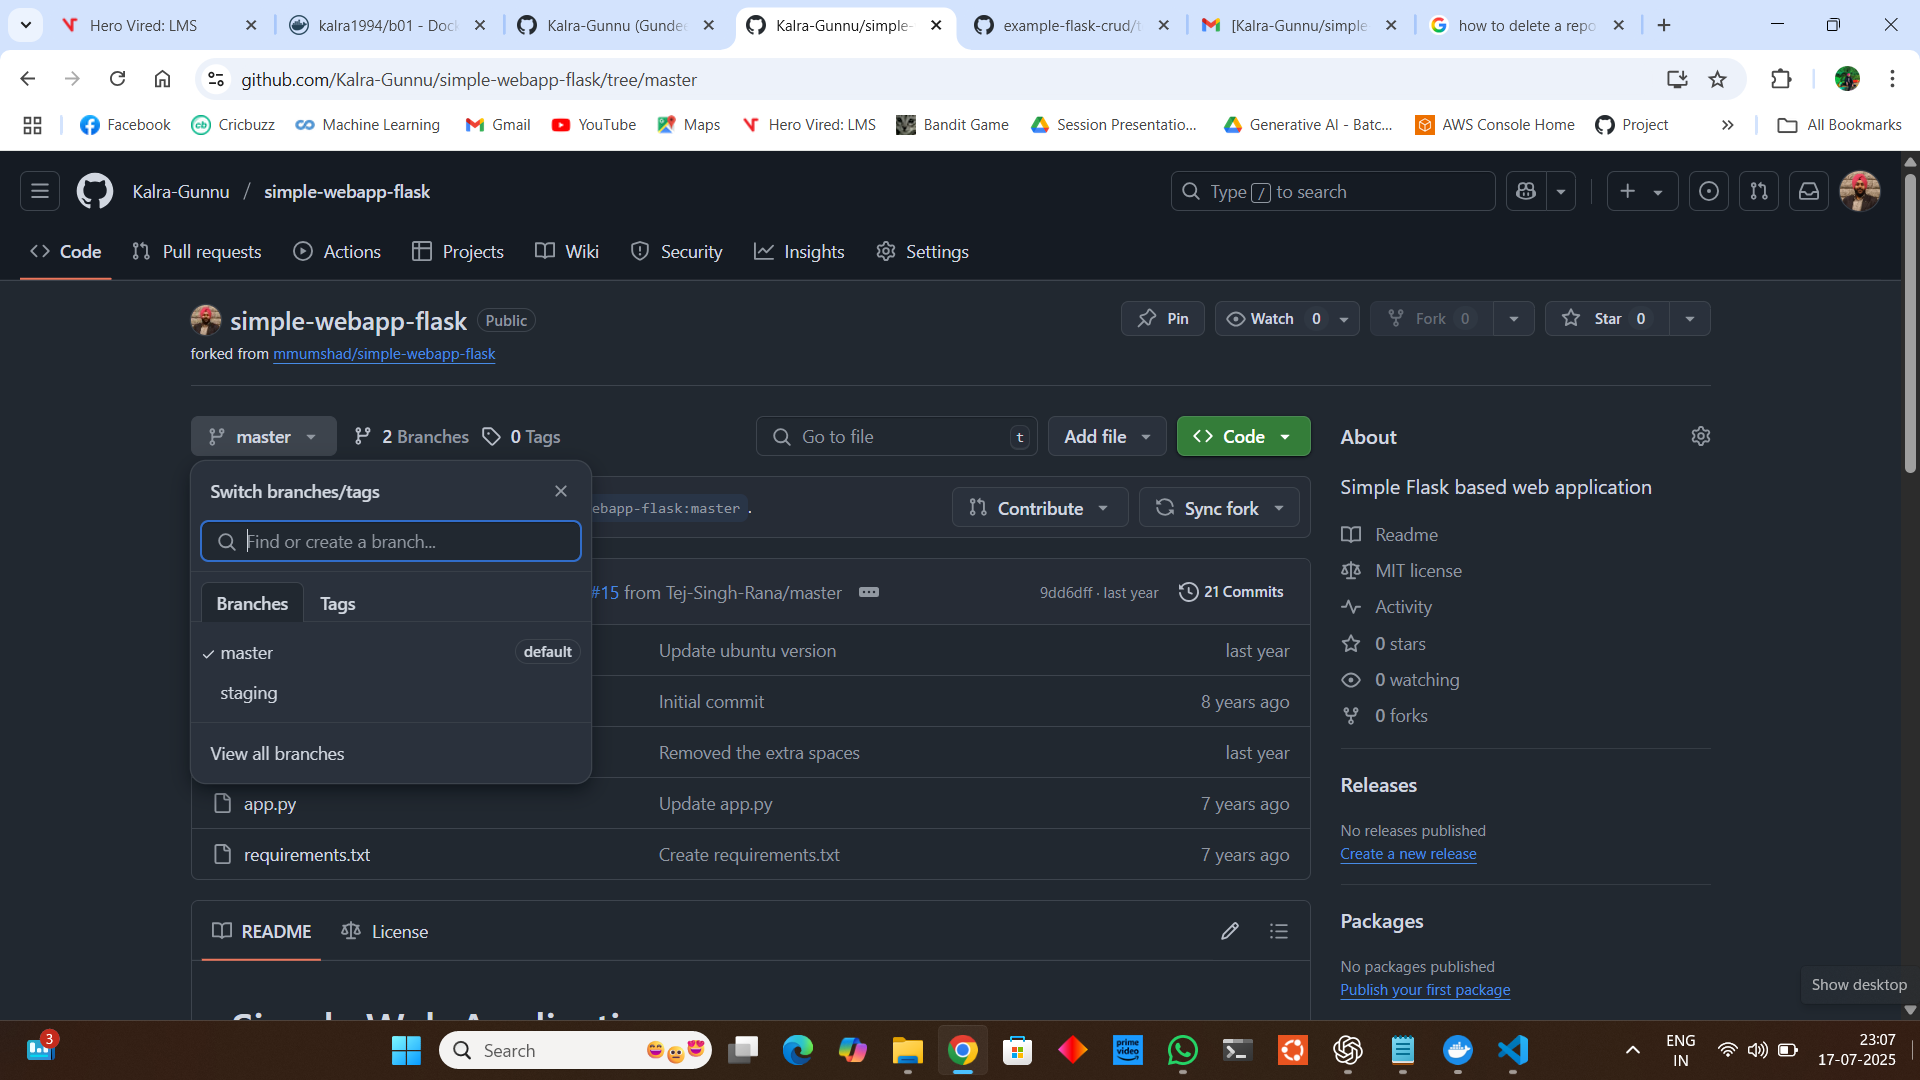 Hero Vired: LMS
kalra1994/b01 - Dock
Kalra-Gunnu (Gundee
Kalra-Gunnu/simple-
example-flask-crud/t
[Kalra-Gunnu/simple
how to delete a repo
github.com/Kalra-Gunnu/simple-webapp-flask/tree/master
Facebook
Cricbuzz
Machine Learning
Gmail
YouTube
Maps
Hero Vired: LMS
Bandit Game
Session Presentatio...
Generative AI - Batc...
AWS Console Home
Project
All Bookmarks
Kalra-Gunnu / simple-webapp-flask
Type / to search
Code
Pull requests
Actions
Projects
Wiki
Security
Insights
Settings
simple-webapp-flask Public
Pin
Watch 0
Fork 0
Star 0
forked from mmumshad/simple-webapp-flask
master
2 Branches
0 Tags
Go to file t
Add file
Code
Switch branches/tags
Find or create a branch...
Branches Tags
master default
staging
View all branches
ebapp-flask:master .
Contribute
Sync fork
#15 from Tej-Singh-Rana/master
9dd6dff · last year
21 Commits
Update ubuntu version last year
Initial commit 8 years ago
Removed the extra spaces last year
app.py Update app.py 7 years ago
requirements.txt Create requirements.txt 7 years ago
README
License
Simple Web Applicati
About
Simple Flask based web application
Readme
MIT license
Activity
0 stars
0 watching
0 forks
Releases
No releases published
Create a new release
Packages
No packages published
Publish your first package
Show desktop
3
Search
prime video
ENG
IN
23:07
17-07-2025